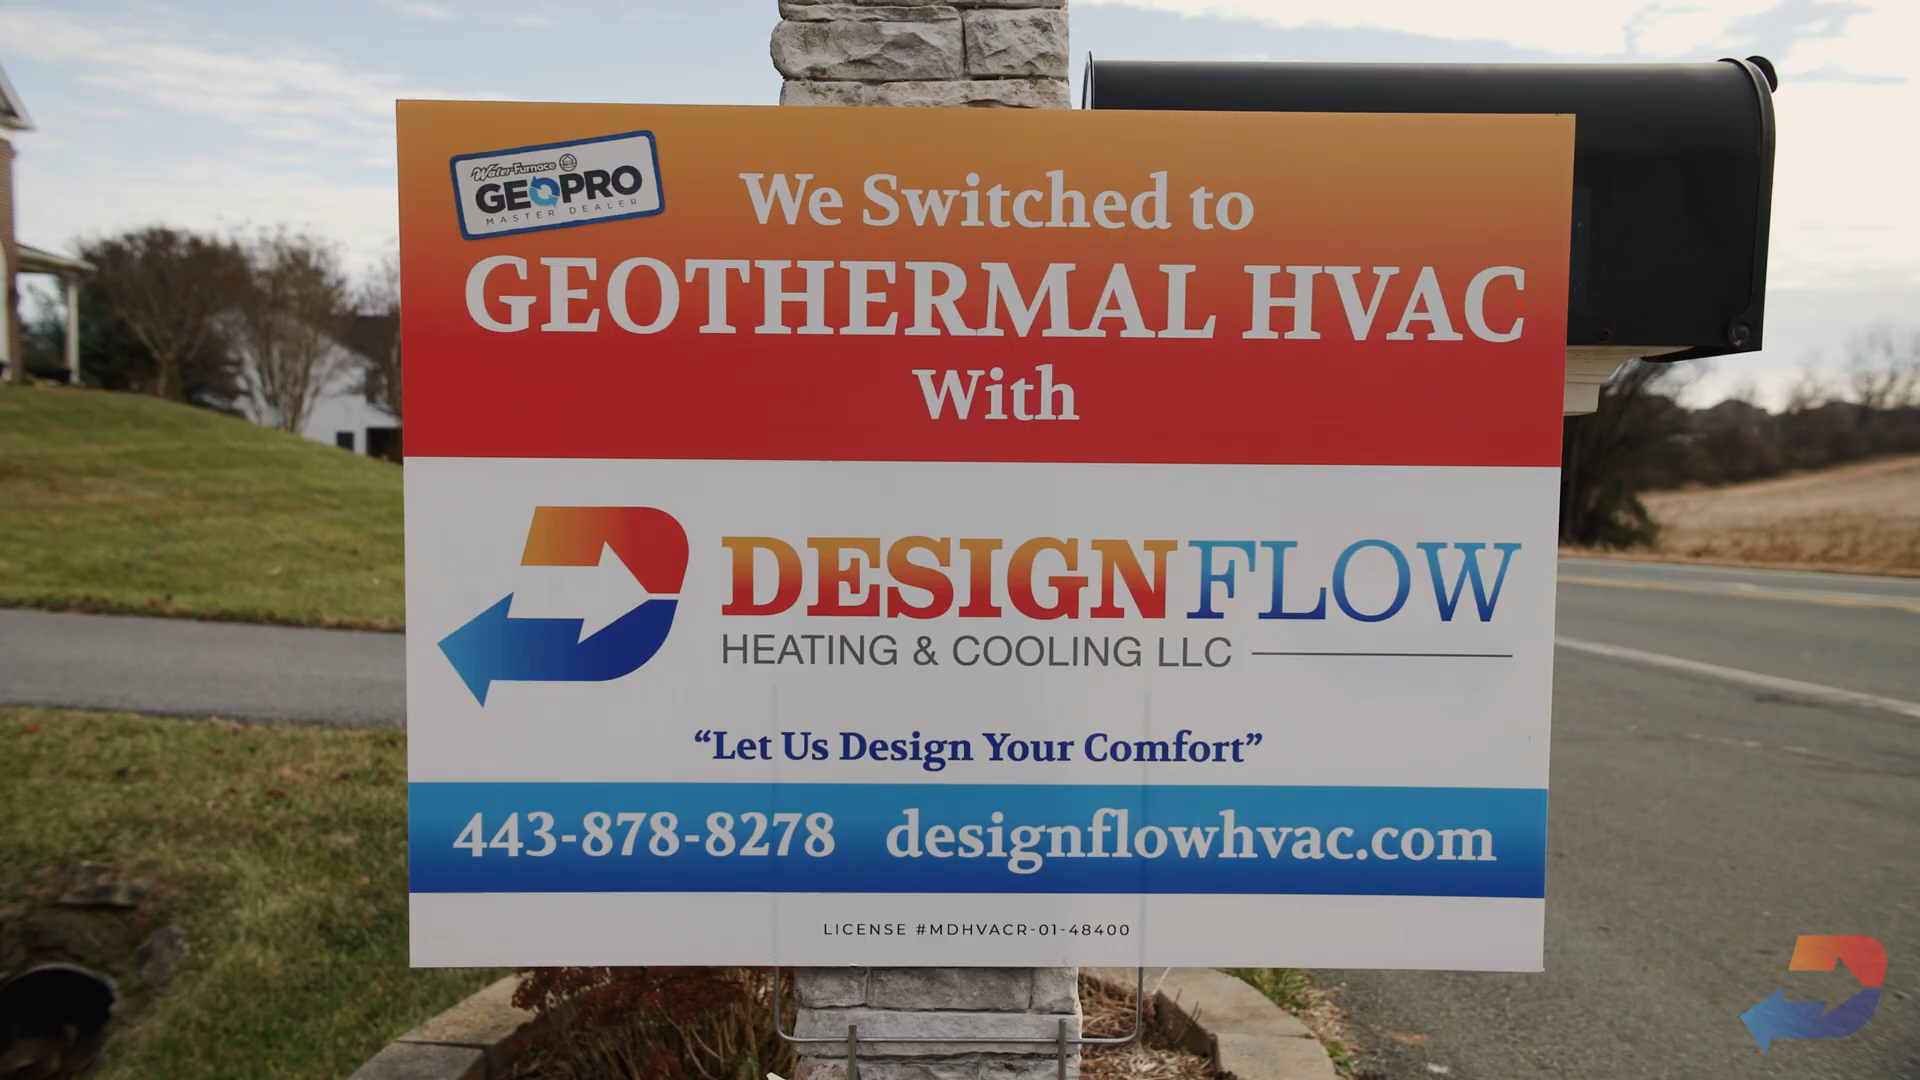 WaterFurnace
GEOPRO
MASTER DEALER
We Switched to
GEOTHERMAL HVAC
With
DESIGNFLOW
HEATING & COOLING LLC
“Let Us Design Your Comfort”
443-878-8278 designflowhvac.com
LICENSE #MDHVACR-01-48400